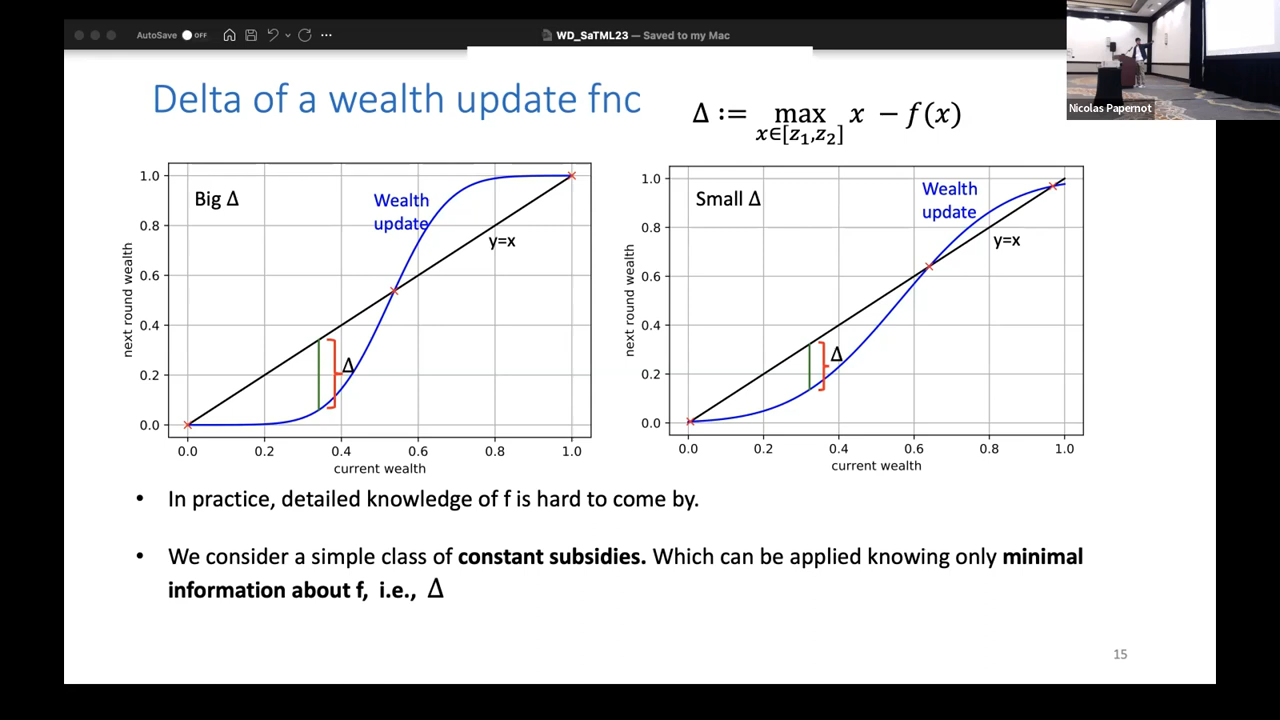 AutoSave OFF
WD_SaTML23 — Saved to my Mac
Nicolas Papernot
Delta of a wealth update fnc
Δ := max x − f(x)
x∈[z₁,z₂]
Big Δ
Wealth
update
y=x
Δ
1.0
0.8
0.6
0.4
0.2
0.0
next round wealth
0.0 0.2 0.4 0.6 0.8 1.0
current wealth
Small Δ
Wealth
update
y=x
Δ
1.0
0.8
0.6
0.4
0.2
0.0
next round wealth
0.0 0.2 0.4 0.6 0.8 1.0
current wealth
• In practice, detailed knowledge of f is hard to come by.
• We consider a simple class of constant subsidies. Which can be applied knowing only minimal
information about f, i.e., Δ
15